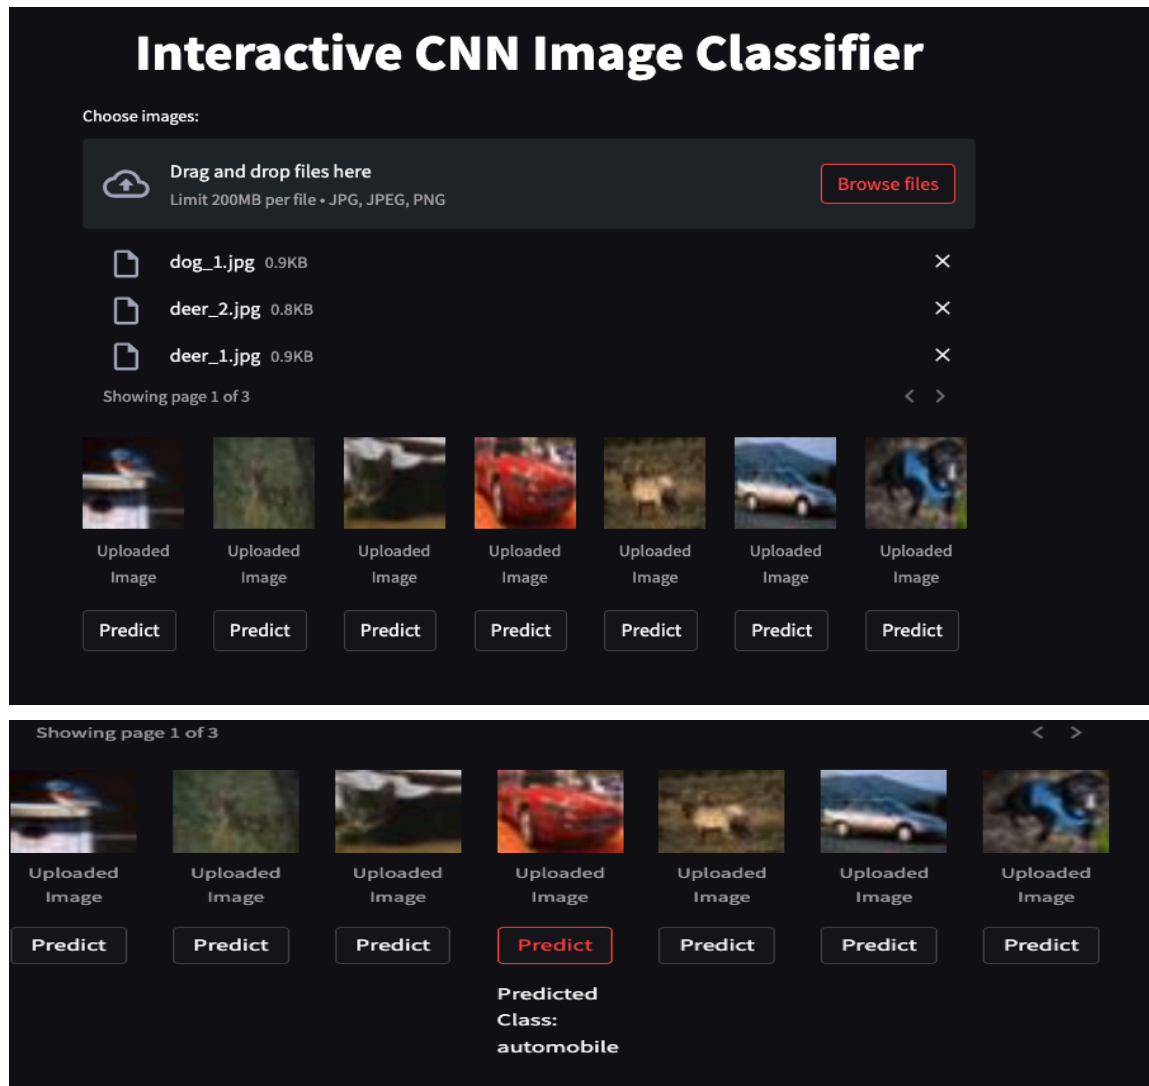 Interactive CNN Image Classifier
Choose images:
Drag and drop files here
Limit 200MB per file • JPG, JPEG, PNG
Browse files
dog_1.jpg 0.9KB
deer_2.jpg 0.8KB
deer_1.jpg 0.9KB
Showing page 1 of 3
Uploaded Uploaded Uploaded Uploaded Uploaded Uploaded Uploaded
Image Image Image Image Image Image Image
Predict Predict Predict Predict Predict Predict Predict
Showing page 1 of 3
Uploaded Uploaded Uploaded Uploaded Uploaded Uploaded Uploaded
Image Image Image Image Image Image Image
Predict Predict Predict Predict Predict Predict Predict
Predicted
Class:
automobile